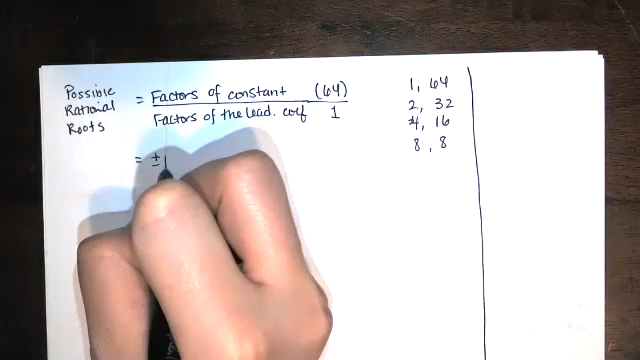 Possible
Rational
Roots
= Factors of constant (64)
Factors of the lead. coef 1
= ± 1
1, 64
2, 32
4, 16
8, 8